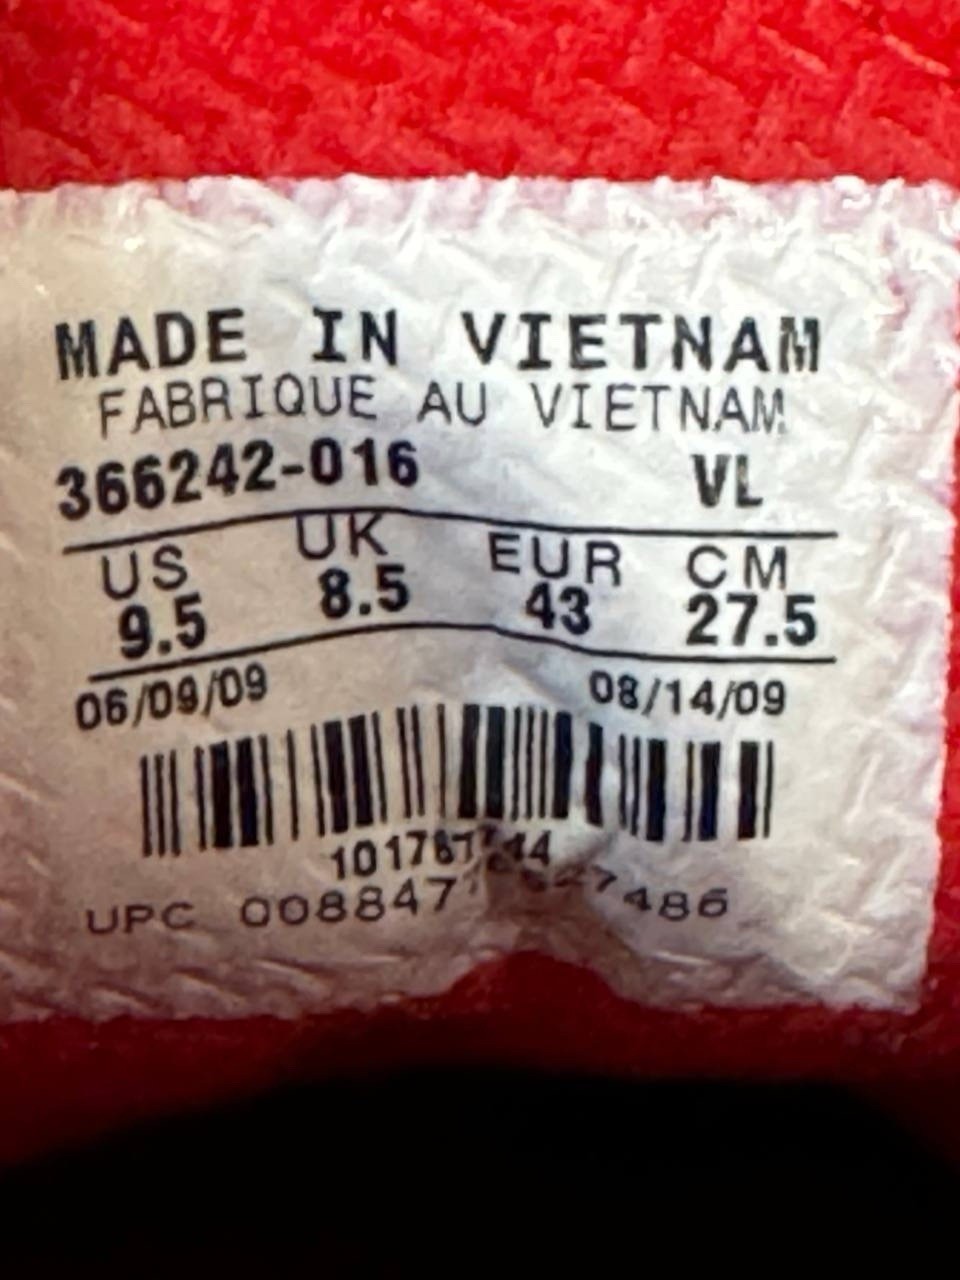 MADE IN VIETNAM
FABRIQUE AU VIETNAM
366242-016 VL
US UK EUR CM
9.5 8.5 43 27.5
06/09/09 08/14/09
UPC